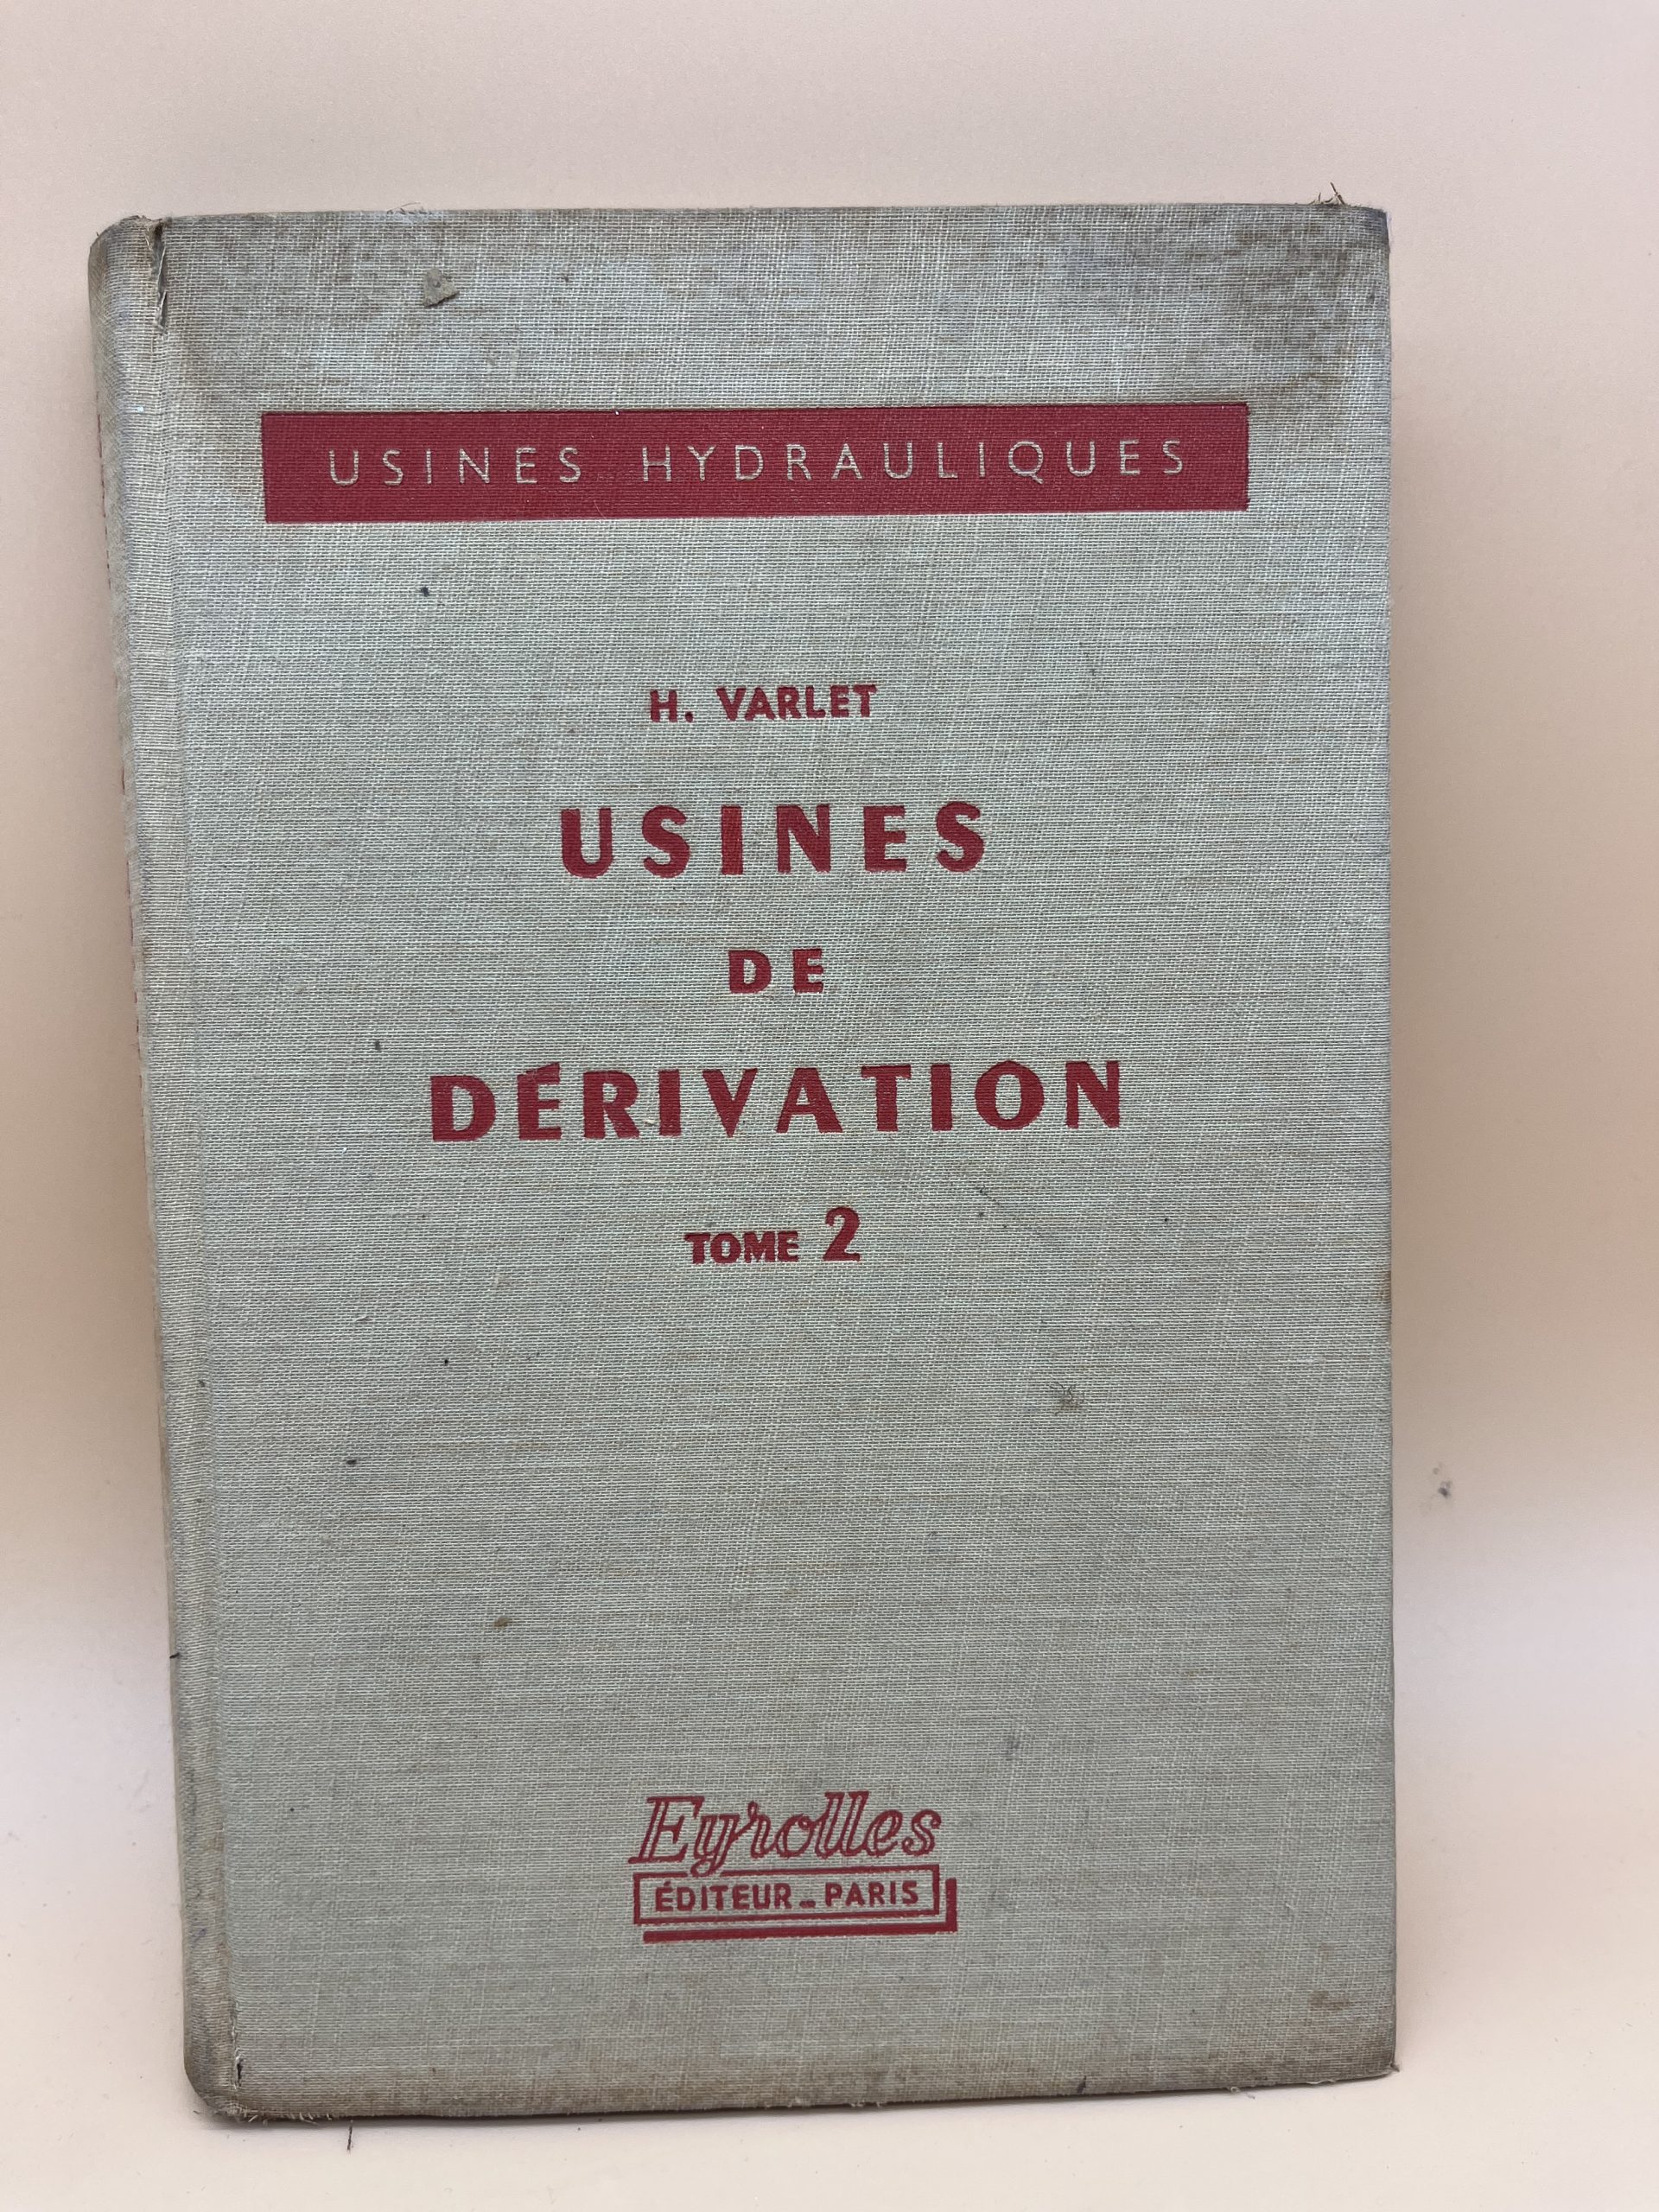 USINES HYDRAULIQUES
H. VARLET
USINES
DE
DÉRIVATION
TOME 2
Eyrolles
ÉDITEUR - PARIS